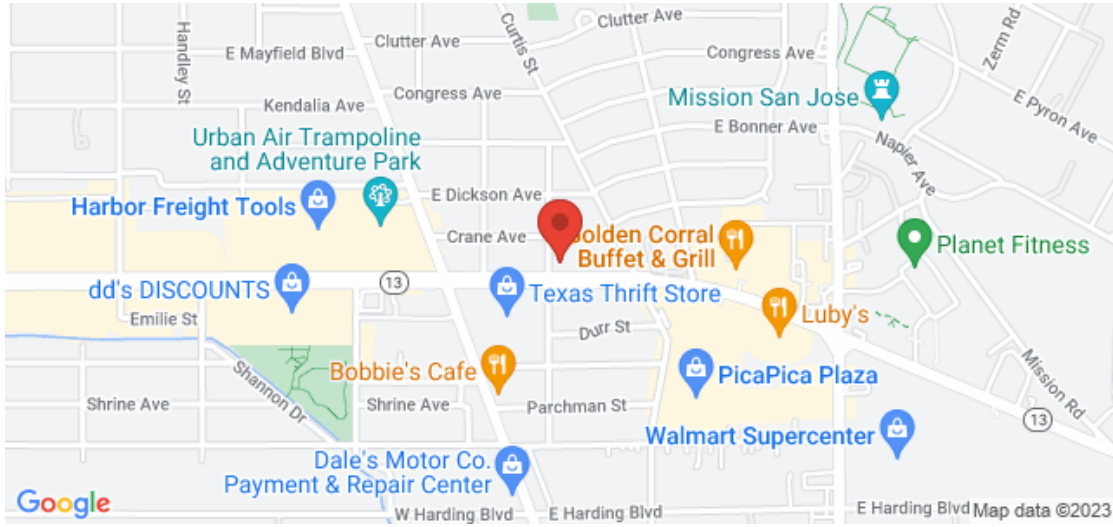 Clutter Ave
Clutter Ave
Handley St
Curtis St
Zerm Rd
E Mayfield Blvd
Congress Ave
Congress Ave
Kendalia Ave
Mission San Jose
E Pyron Ave
Urban Air Trampoline
and Adventure Park
E Bonner Ave
Napier Ave
E Dickson Ave
Harbor Freight Tools
Crane Ave
Golden Corral
Buffet & Grill
Planet Fitness
13
dd's DISCOUNTS
Texas Thrift Store
Emilie St
Durr St
Luby's
Bobbie's Cafe
PicaPica Plaza
Shannon Dr
Mission Rd
Shrine Ave
Shrine Ave
Parchman St
13
Walmart Supercenter
Dale's Motor Co.
Payment & Repair Center
Google
W Harding Blvd
E Harding Blvd
E Harding Blvd
Map data ©2023